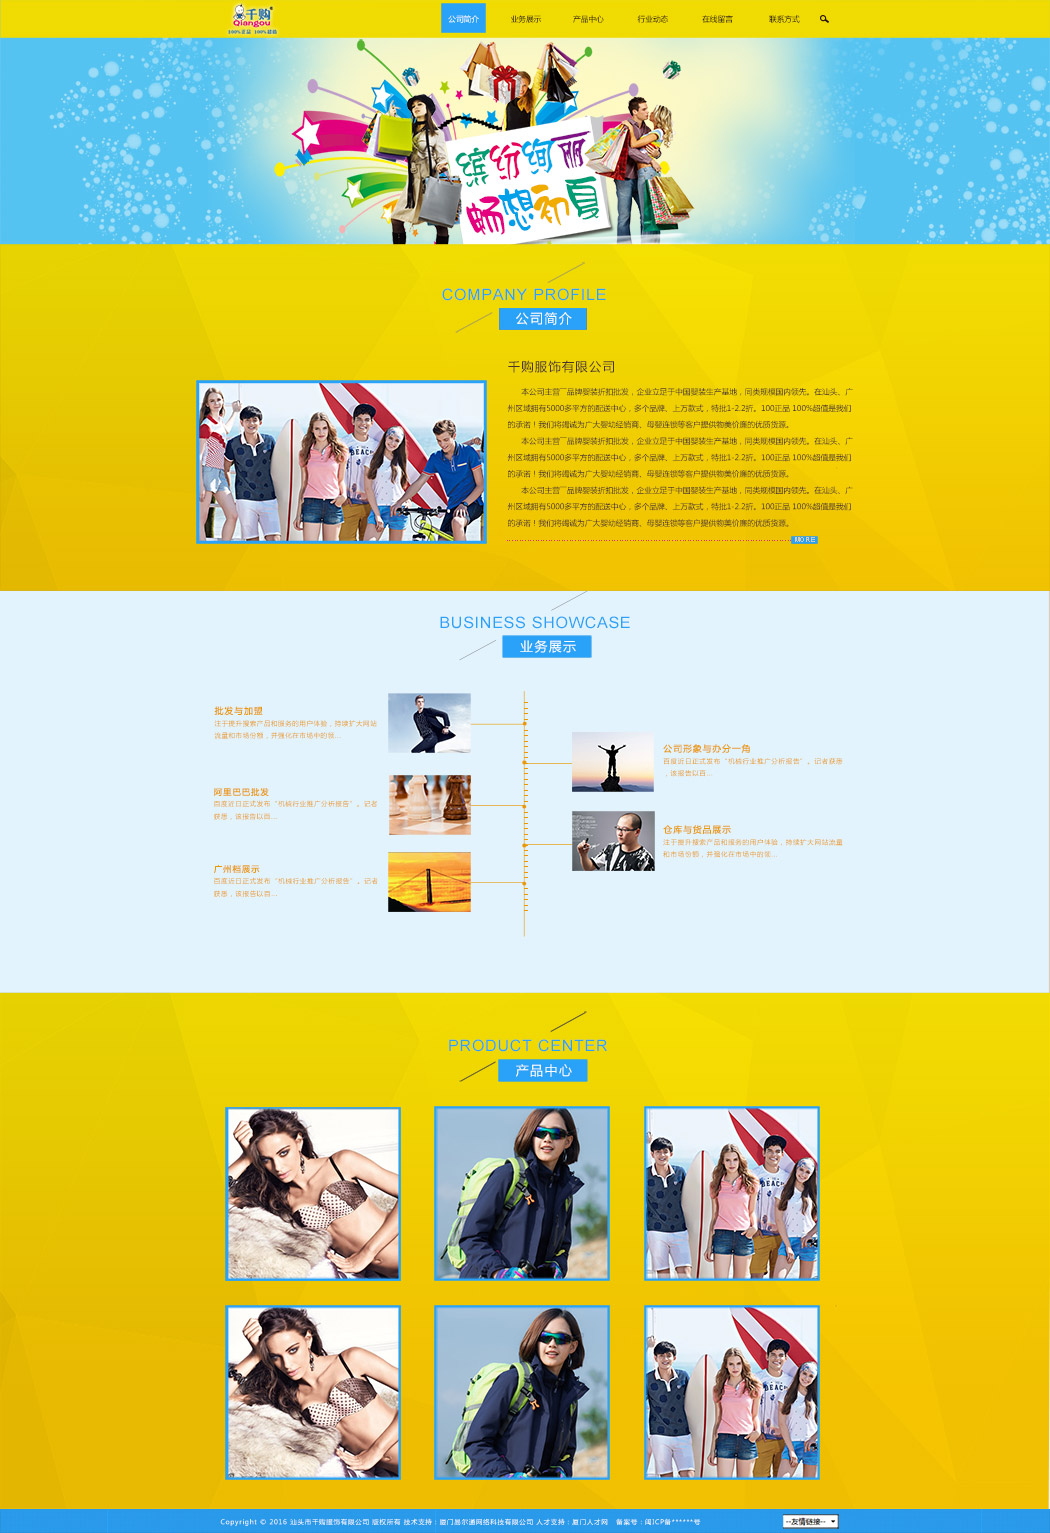 千购
Qiangou
100%正品 100%超值
公司简介 业务展示 产品中心 行业动态 在线留言 联系方式
缤纷绚丽
畅想初夏
COMPANY PROFILE
公司简介
千购服饰有限公司
本公司主营厂品牌婴装折扣批发，企业立足于中国婴装生产基地，同类规模国内领先。在汕头、广
州区域拥有5000多平方的配送中心，多个品牌、上万款式，特批1-2.2折。100正品 100%超值是我们
的承诺！我们将竭诚为广大婴幼经销商、母婴连锁等客户提供物美价廉的优质货源。
本公司主营厂品牌婴装折扣批发，企业立足于中国婴装生产基地，同类规模国内领先。在汕头、广
州区域拥有5000多平方的配送中心，多个品牌、上万款式，特批1-2.2折。100正品 100%超值是我们
的承诺！我们将竭诚为广大婴幼经销商、母婴连锁等客户提供物美价廉的优质货源。
本公司主营厂品牌婴装折扣批发，企业立足于中国婴装生产基地，同类规模国内领先。在汕头、广
州区域拥有5000多平方的配送中心，多个品牌、上万款式，特批1-2.2折。100正品 100%超值是我们
的承诺！我们将竭诚为广大婴幼经销商、母婴连锁等客户提供物美价廉的优质货源。
MORE
BUSINESS SHOWCASE
业务展示
批发与加盟
注于提升搜索产品和服务的用户体验，持续扩大网站
流量和市场份额，并强化在市场中的领...
公司形象与办分一角
百度近日正式发布“机械行业推广分析报告”。记者获悉
，该报告以百...
阿里巴巴批发
百度近日正式发布“机械行业推广分析报告”。记者
获悉，该报告以百...
仓库与货品展示
注于提升搜索产品和服务的用户体验，持续扩大网站流量
和市场份额，并强化在市场中的领...
广州档展示
百度近日正式发布“机械行业推广分析报告”。记者
获悉，该报告以百...
PRODUCT CENTER
产品中心
BEACH
BEACH
Copyright © 2016 汕头市千购服饰有限公司 版权所有 技术支持：厦门易尔通网络科技有限公司 人才支持：厦门人才网 备案号：闽ICP备******号
--友情链接--